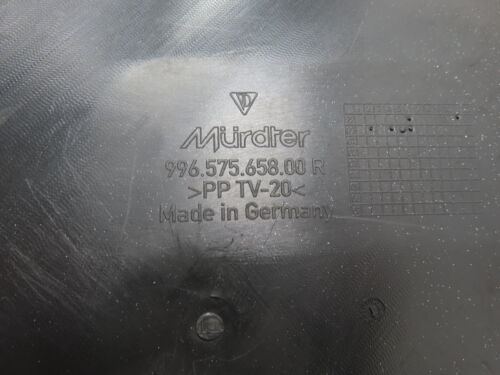 Mürdter
996.575.658.00 R
>PP TV-20<
Made in Germany